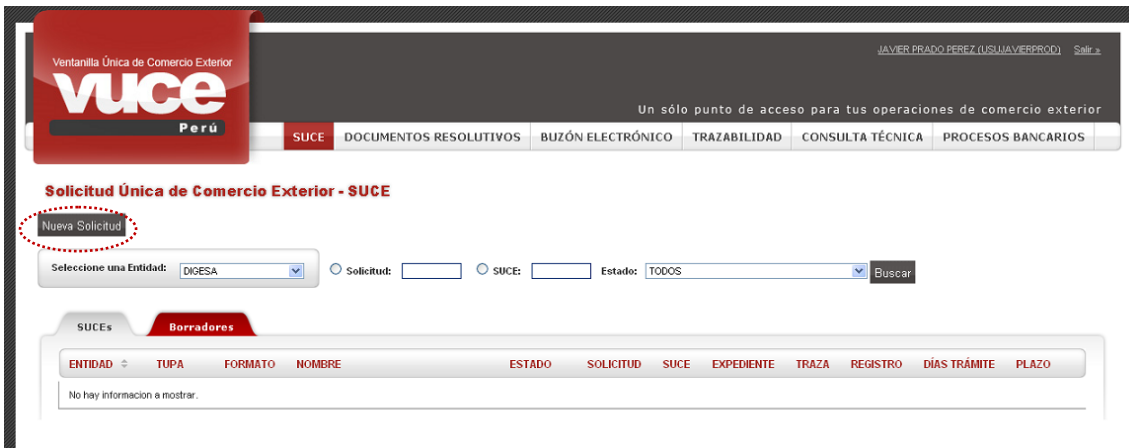 JAVIER PRADO PEREZ (USUJAVIERPROD) Salir »
Ventanilla Única de Comercio Exterior
vuce
Perú
Un sólo punto de acceso para tus operaciones de comercio exterior
SUCE DOCUMENTOS RESOLUTIVOS BUZÓN ELECTRÓNICO TRAZABILIDAD CONSULTA TÉCNICA PROCESOS BANCARIOS
Solicitud Única de Comercio Exterior - SUCE
Nueva Solicitud
Seleccione una Entidad: DIGESA Solicitud: SUCE: Estado: TODOS Buscar
SUCEs Borradores
ENTIDAD TUPA FORMATO NOMBRE ESTADO SOLICITUD SUCE EXPEDIENTE TRAZA REGISTRO DÍAS TRÁMITE PLAZO
No hay informacion a mostrar.